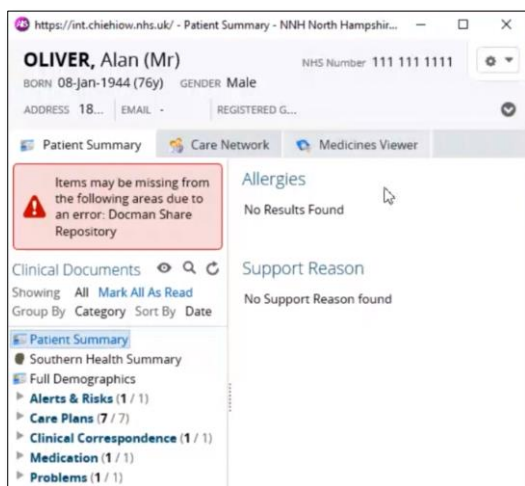 https://int.chiehiow.nhs.uk/ - Patient Summary - NNH North Hampshir...
OLIVER, Alan (Mr)
NHS Number 111 111 1111
BORN 08-Jan-1944 (76y) GENDER Male
ADDRESS 18... EMAIL - REGISTERED G...
Patient Summary Care Network Medicines Viewer
Items may be missing from
the following areas due to
an error: Docman Share
Repository
Clinical Documents
Showing All Mark All As Read
Group By Category Sort By Date
Patient Summary
Southern Health Summary
Full Demographics
Alerts & Risks (1 / 1)
Care Plans (7 / 7)
Clinical Correspondence (1 / 1)
Medication (1 / 1)
Problems (1 / 1)
Allergies
No Results Found
Support Reason
No Support Reason found